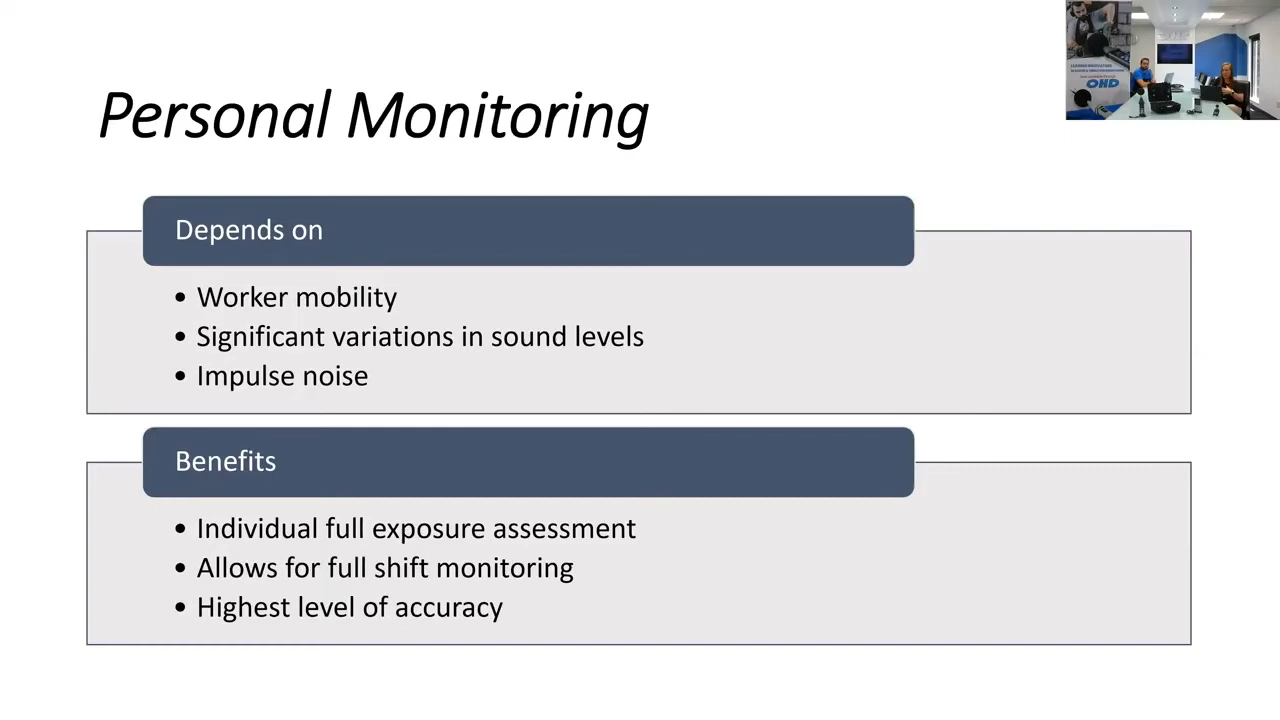 Personal Monitoring
Depends on
• Worker mobility
• Significant variations in sound levels
• Impulse noise
Benefits
• Individual full exposure assessment
• Allows for full shift monitoring
• Highest level of accuracy
OHD